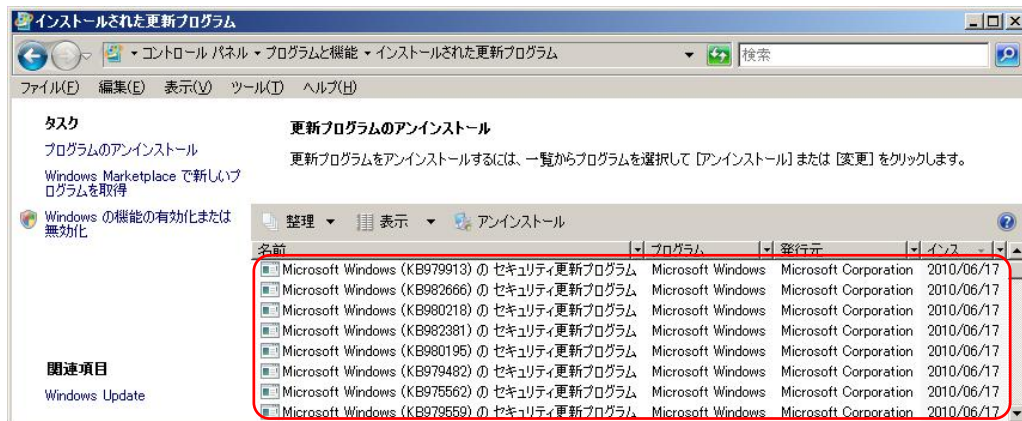 インストールされた更新プログラム
コントロール パネル ▾ プログラムと機能 ▾ インストールされた更新プログラム
検索
ファイル(F) 編集(E) 表示(V) ツール(T) ヘルプ(H)
タスク
プログラムのアンインストール
Windows Marketplace で新しいプ
ログラムを取得
Windows の機能の有効化または
無効化
関連項目
Windows Update
更新プログラムのアンインストール
更新プログラムをアンインストールするには、一覧からプログラムを選択して [アンインストール] または [変更] をクリックします。
整理 表示 アンインストール
名前 プログラム 発行元 インス
Microsoft Windows (KB979913) の セキュリティ更新プログラム Microsoft Windows Microsoft Corporation 2010/06/17
Microsoft Windows (KB982666) の セキュリティ更新プログラム Microsoft Windows Microsoft Corporation 2010/06/17
Microsoft Windows (KB980218) の セキュリティ更新プログラム Microsoft Windows Microsoft Corporation 2010/06/17
Microsoft Windows (KB982381) の セキュリティ更新プログラム Microsoft Windows Microsoft Corporation 2010/06/17
Microsoft Windows (KB980195) の セキュリティ更新プログラム Microsoft Windows Microsoft Corporation 2010/06/17
Microsoft Windows (KB979482) の セキュリティ更新プログラム Microsoft Windows Microsoft Corporation 2010/06/17
Microsoft Windows (KB975562) の セキュリティ更新プログラム Microsoft Windows Microsoft Corporation 2010/06/17
Microsoft Windows (KB979559) の セキュリティ更新プログラム Microsoft Windows Microsoft Corporation 2010/06/17